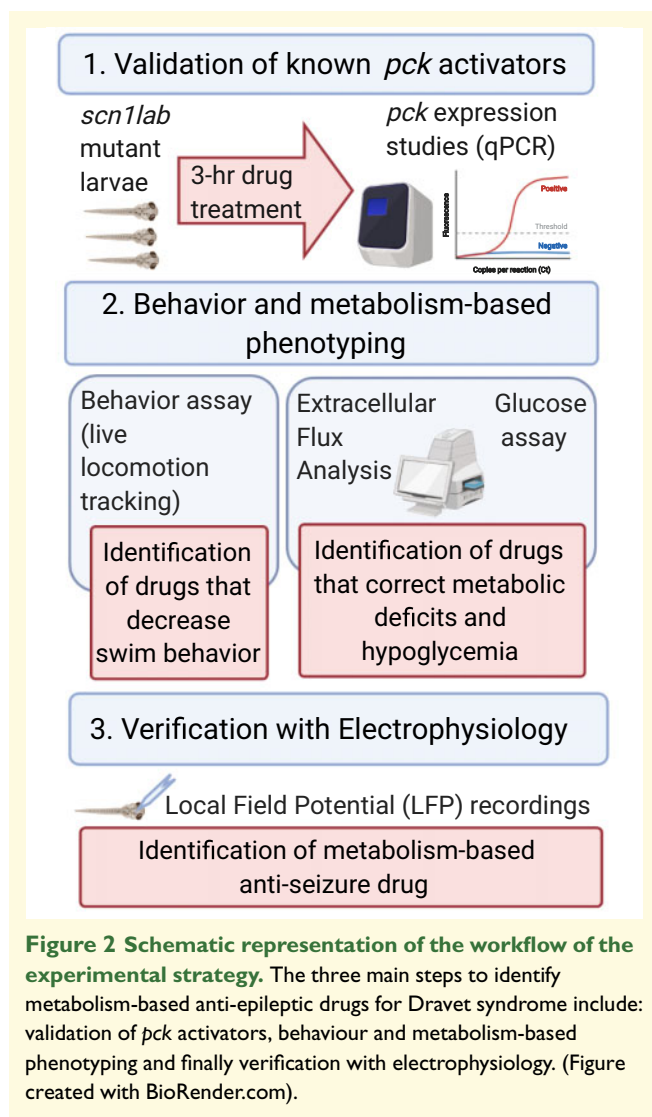 1. Validation of known pck activators
scn1lab
mutant
larvae
3-hr drug
treatment
pck expression
studies (qPCR)
Fluorescence
Positive
Threshold
Negative
Copies per reaction (Ct)
2. Behavior and metabolism-based
phenotyping
Behavior assay
(live
locomotion
tracking)
Identification
of drugs that
decrease
swim behavior
Extracellular
Flux
Analysis
Glucose
assay
Identification of drugs
that correct metabolic
deficits and
hypoglycemia
3. Verification with Electrophysiology
Local Field Potential (LFP) recordings
Identification of metabolism-based
anti-seizure drug
Figure 2 Schematic representation of the workflow of the
experimental strategy. The three main steps to identify
metabolism-based anti-epileptic drugs for Dravet syndrome include:
validation of pck activators, behaviour and metabolism-based
phenotyping and finally verification with electrophysiology. (Figure
created with BioRender.com).